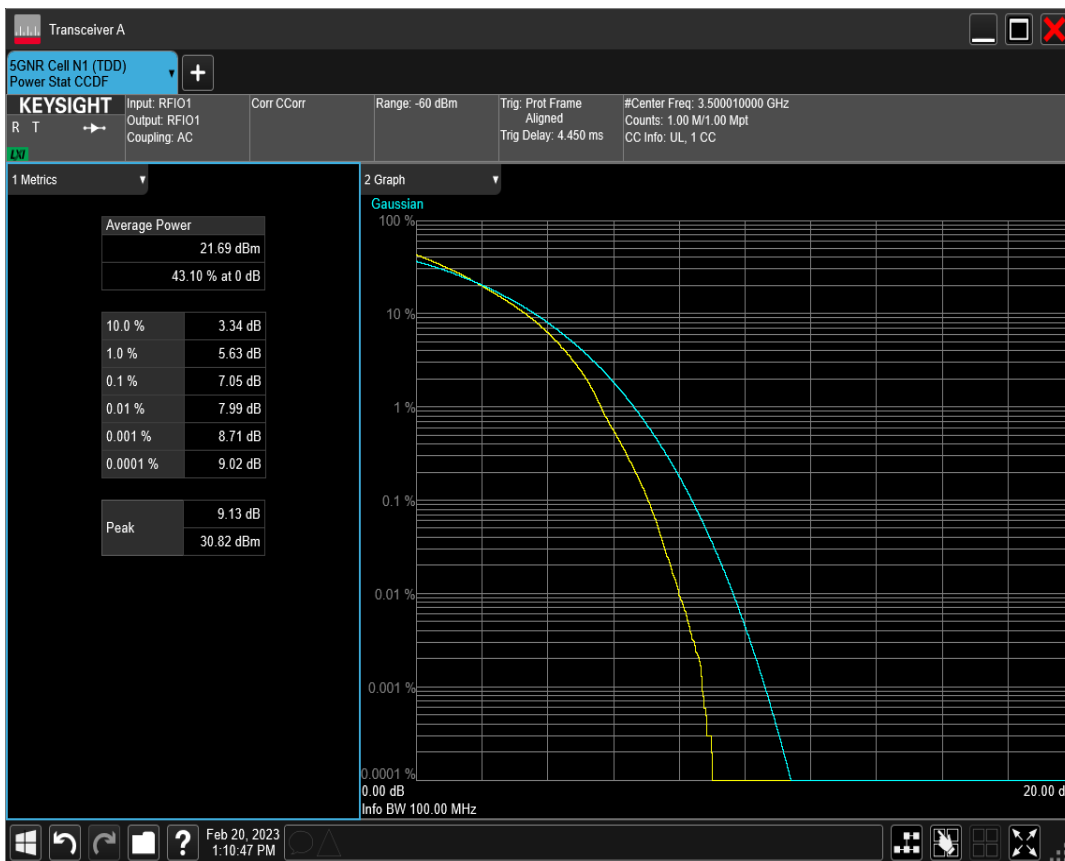 Transceiver A
5GNR Cell N1 (TDD)
Power Stat CCDF
KEYSIGHT
R T
LXI
Input: RFIO1
Output: RFIO1
Coupling: AC
Corr CCorr
Range: -60 dBm
Trig: Prot Frame
Aligned
Trig Delay: 4.450 ms
#Center Freq: 3.500010000 GHz
Counts: 1.00 M/1.00 Mpt
CC Info: UL, 1 CC
1 Metrics
Average Power
21.69 dBm
43.10 % at 0 dB
10.0 % 3.34 dB
1.0 % 5.63 dB
0.1 % 7.05 dB
0.01 % 7.99 dB
0.001 % 8.71 dB
0.0001 % 9.02 dB
Peak
9.13 dB
30.82 dBm
2 Graph
Gaussian
100 %
10 %
1 %
0.1 %
0.01 %
0.001 %
0.0001 %
0.00 dB 20.00 d
Info BW 100.00 MHz
?
Feb 20, 2023
1:10:47 PM